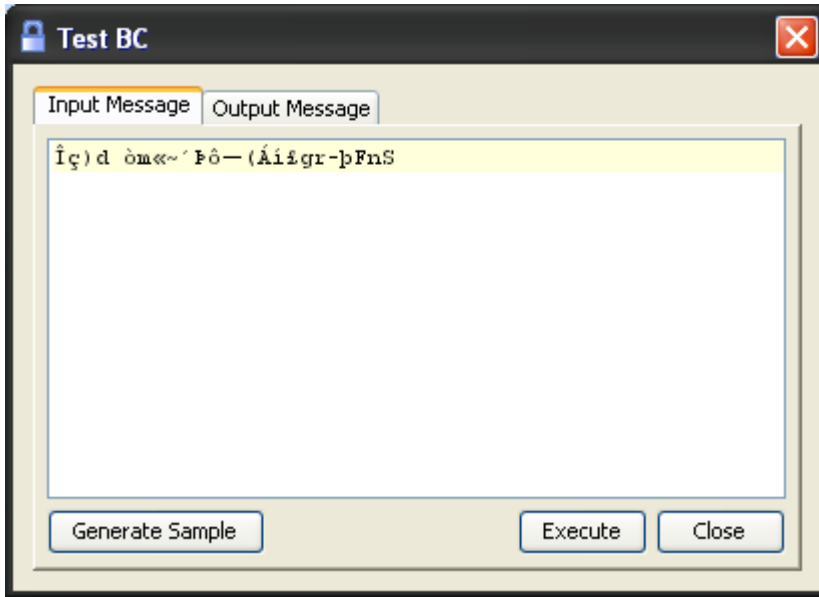 Test BC
Input Message
Output Message
Îç)d òm«~´Þô—(Áí£gr-þFnS
Generate Sample
Execute
Close